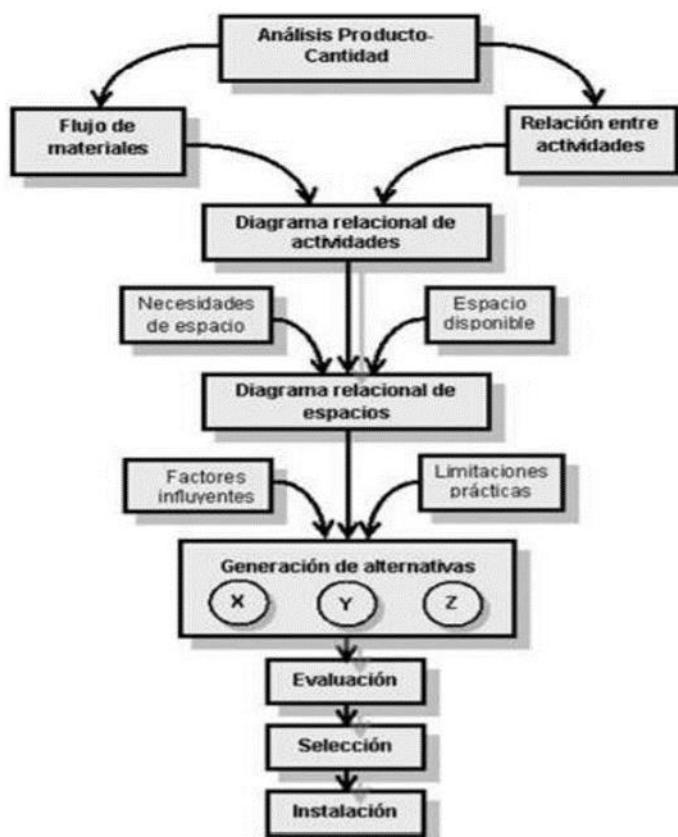 Análisis Producto-
Cantidad
Flujo de
materiales
Relación entre
actividades
Diagrama relacional de
actividades
Necesidades
de espacio
Espacio
disponible
Diagrama relacional de
espacios
Factores
influyentes
Limitaciones
prácticas
Generación de alternativas
X Y Z
Evaluación
Selección
Instalación